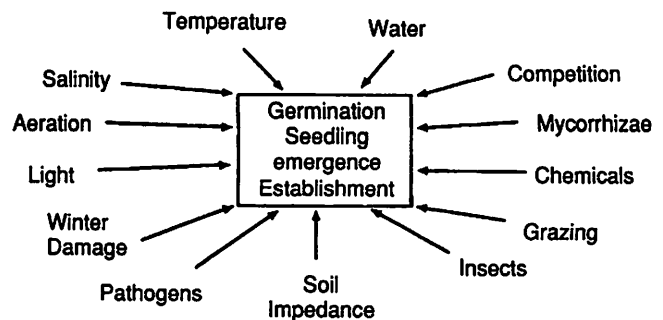 Temperature
Water
Salinity
Competition
Aeration
Mycorrhizae
Light
Chemicals
Winter
Damage
Grazing
Pathogens
Insects
Soil
Impedance
Germination
Seedling
emergence
Establishment